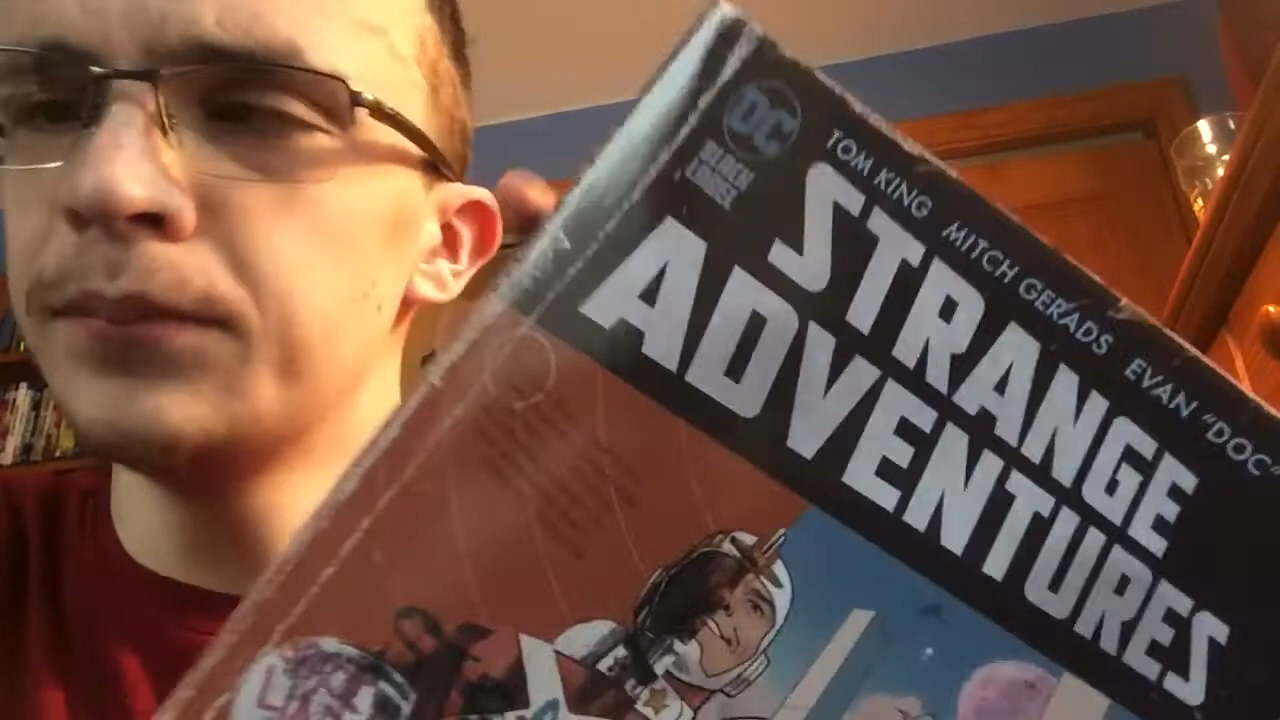 DC
BLACK
LABEL
TOM KING MITCH GERADS EVAN "DOC"
STRANGE
ADVENTURES